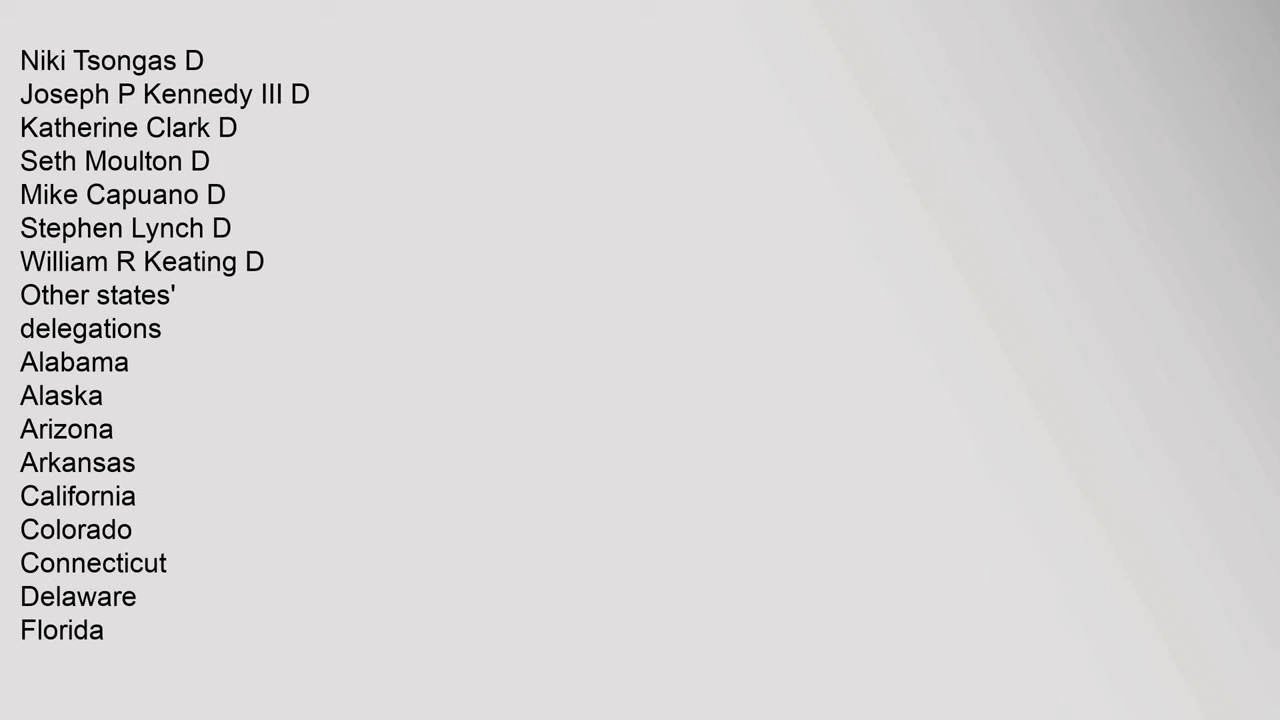 Niki Tsongas D
Joseph P Kennedy III D
Katherine Clark D
Seth Moulton D
Mike Capuano D
Stephen Lynch D
William R Keating D
Other states'
delegations
Alabama
Alaska
Arizona
Arkansas
California
Colorado
Connecticut
Delaware
Florida